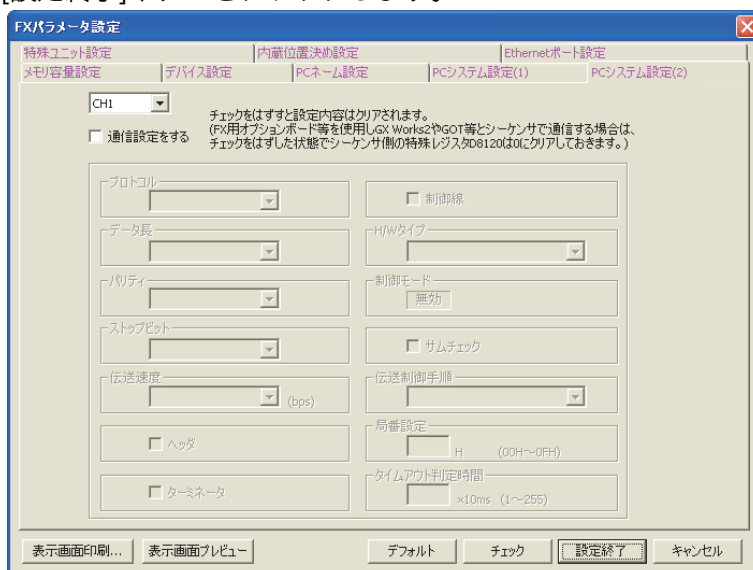 FXパラメータ設定
特殊ユニット設定 内蔵位置決め設定 Ethernetポート設定
メモリ容量設定 デバイス設定 PCネーム設定 PCシステム設定(1) PCシステム設定(2)
CH1
チェックをはずすと設定内容はクリアされます。
通信設定をする (FX用オプションボード等を使用しGX Works2やGOT等とシーケンサで通信する場合は、
チェックをはずした状態でシーケンサ側の特殊レジスタD8120は0にクリアしておきます。)
プロトコル
制御線
データ長 H/Wタイプ
パリティ 制御モード
無効
ストップビット
サムチェック
伝送速度 伝送制御手順
(bps)
局番設定
ヘッダ H (00H～0FH)
タイムアウト判定時間
ターミネータ ×10ms (1～255)
表示画面印刷... 表示画面プレビュー デフォルト チェック 設定終了 キャンセル